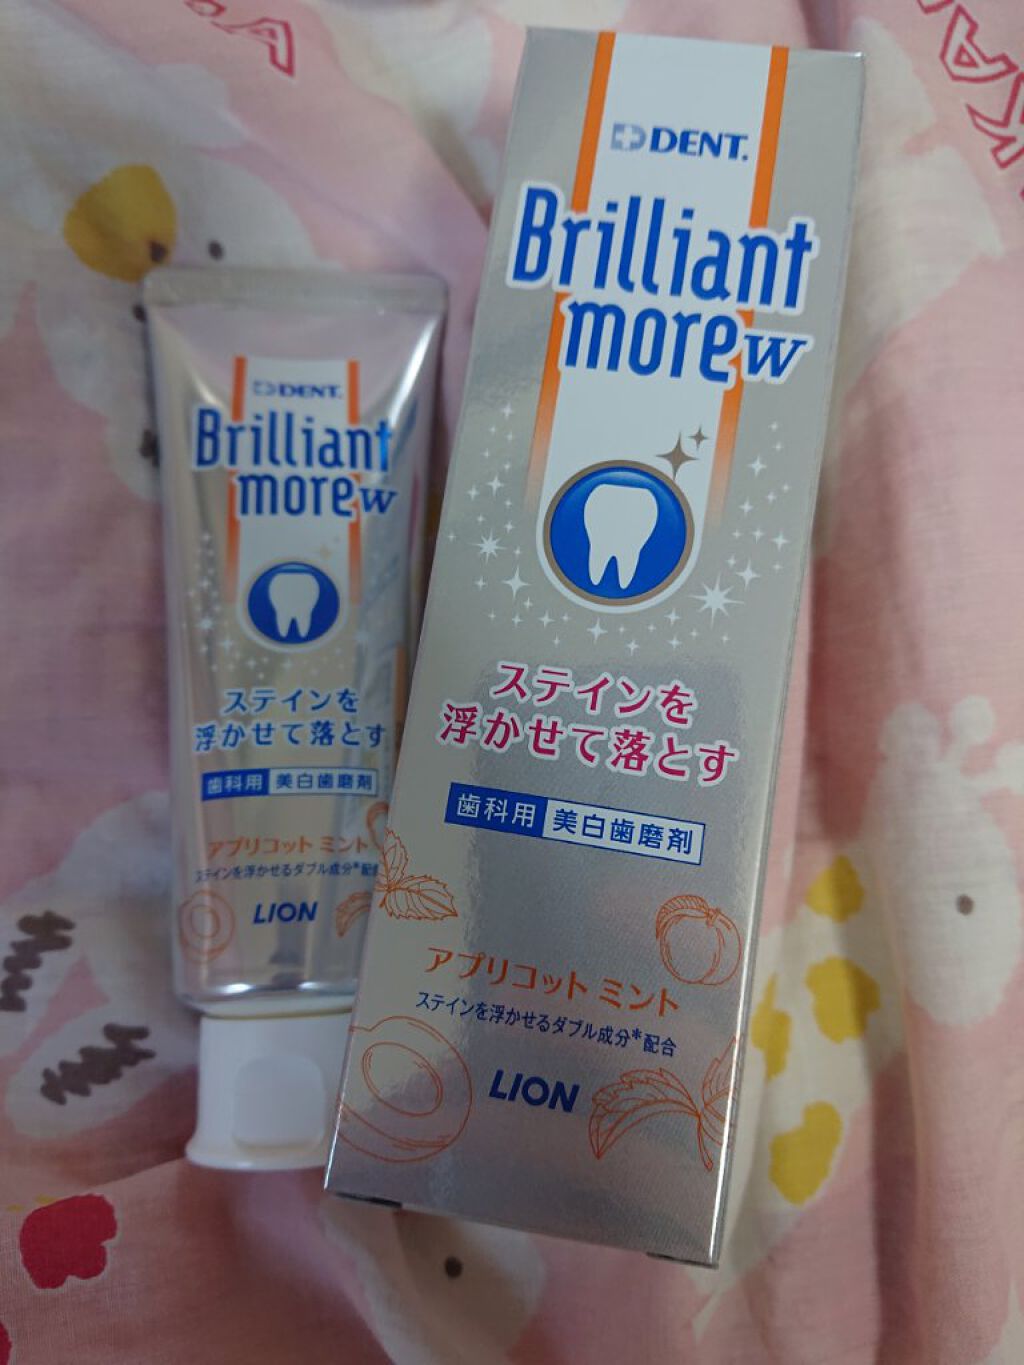 DENT.
Brilliant
more W
ステインを
浮かせて落とす
歯科用 美白歯磨剤
アプリコット ミント
ステインを浮かせるダブル成分*配合
LION
DENT.
Brilliant
more W
ステインを
浮かせて落とす
歯科用 美白歯磨剤
アプリコット ミント
ステインを浮かせるダブル成分*配合
LION